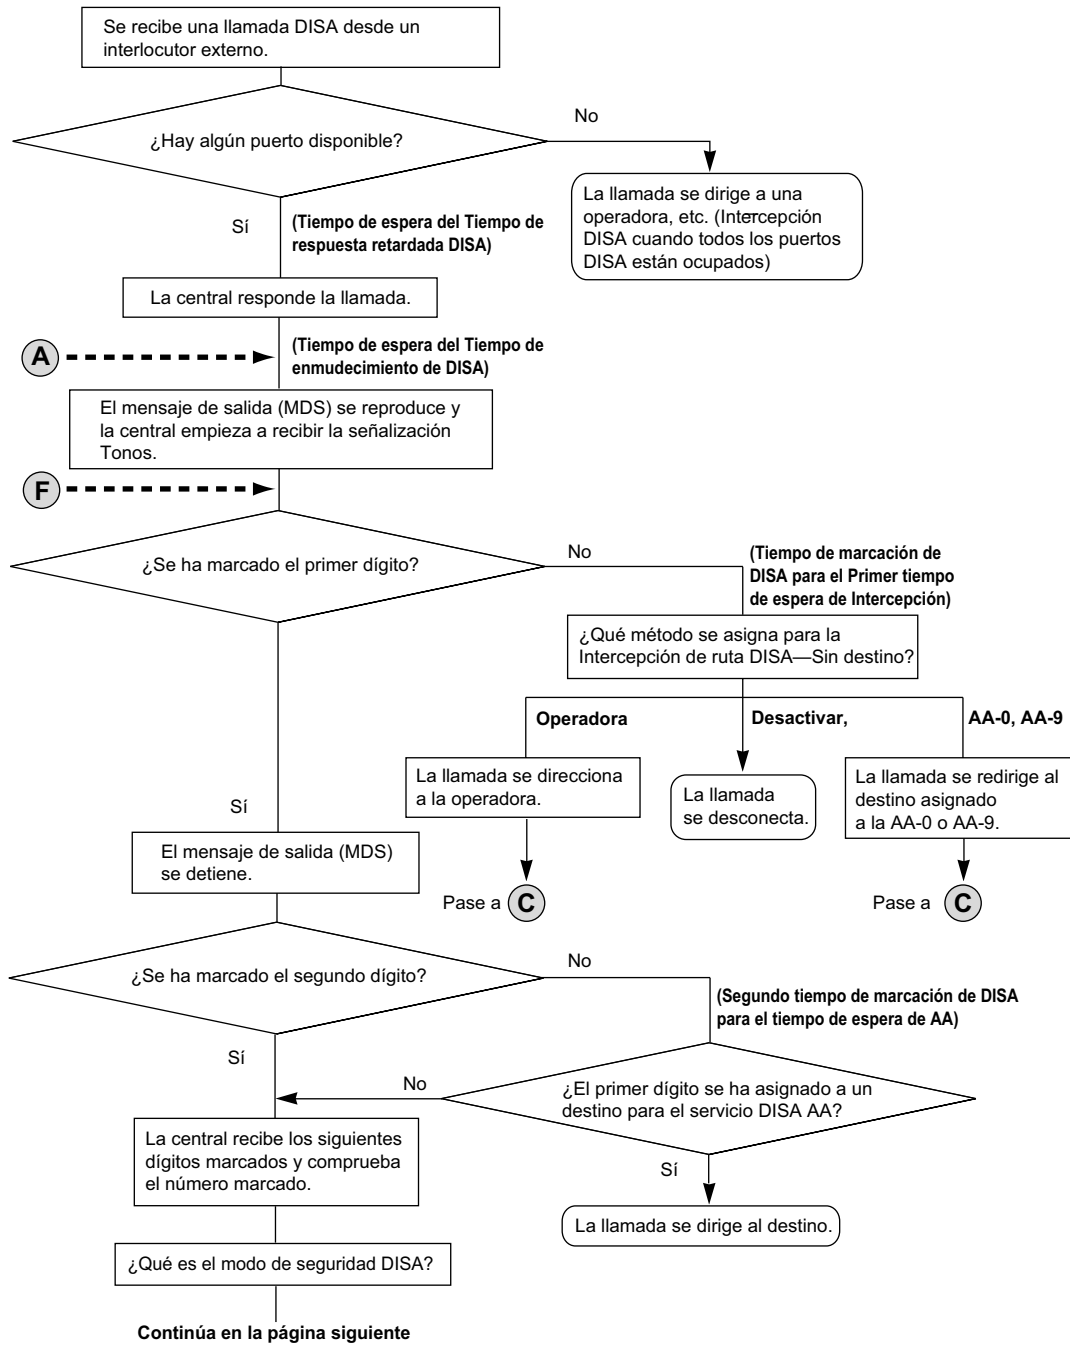 Se recibe una llamada DISA desde un
interlocutor externo.
¿Hay algún puerto disponible?
No
La llamada se dirige a una
operadora, etc. (Intercepción
DISA cuando todos los puertos
DISA están ocupados)
Sí
(Tiempo de espera del Tiempo de
respuesta retardada DISA)
La central responde la llamada.
A
(Tiempo de espera del Tiempo de
enmudecimiento de DISA)
El mensaje de salida (MDS) se reproduce y
la central empieza a recibir la señalización
Tonos.
F
¿Se ha marcado el primer dígito?
No
(Tiempo de marcación de
DISA para el Primer tiempo
de espera de Intercepción)
¿Qué método se asigna para la
Intercepción de ruta DISA—Sin destino?
Operadora
Desactivar,
AA-0, AA-9
La llamada se direcciona
a la operadora.
La llamada
se desconecta.
La llamada se redirige al
destino asignado
a la AA-0 o AA-9.
Pase a C
Pase a C
Sí
El mensaje de salida (MDS)
se detiene.
¿Se ha marcado el segundo dígito?
No
(Segundo tiempo de marcación de DISA
para el tiempo de espera de AA)
Sí
No
¿El primer dígito se ha asignado a un
destino para el servicio DISA AA?
La central recibe los siguientes
dígitos marcados y comprueba
el número marcado.
Sí
La llamada se dirige al destino.
¿Qué es el modo de seguridad DISA?
Continúa en la página siguiente